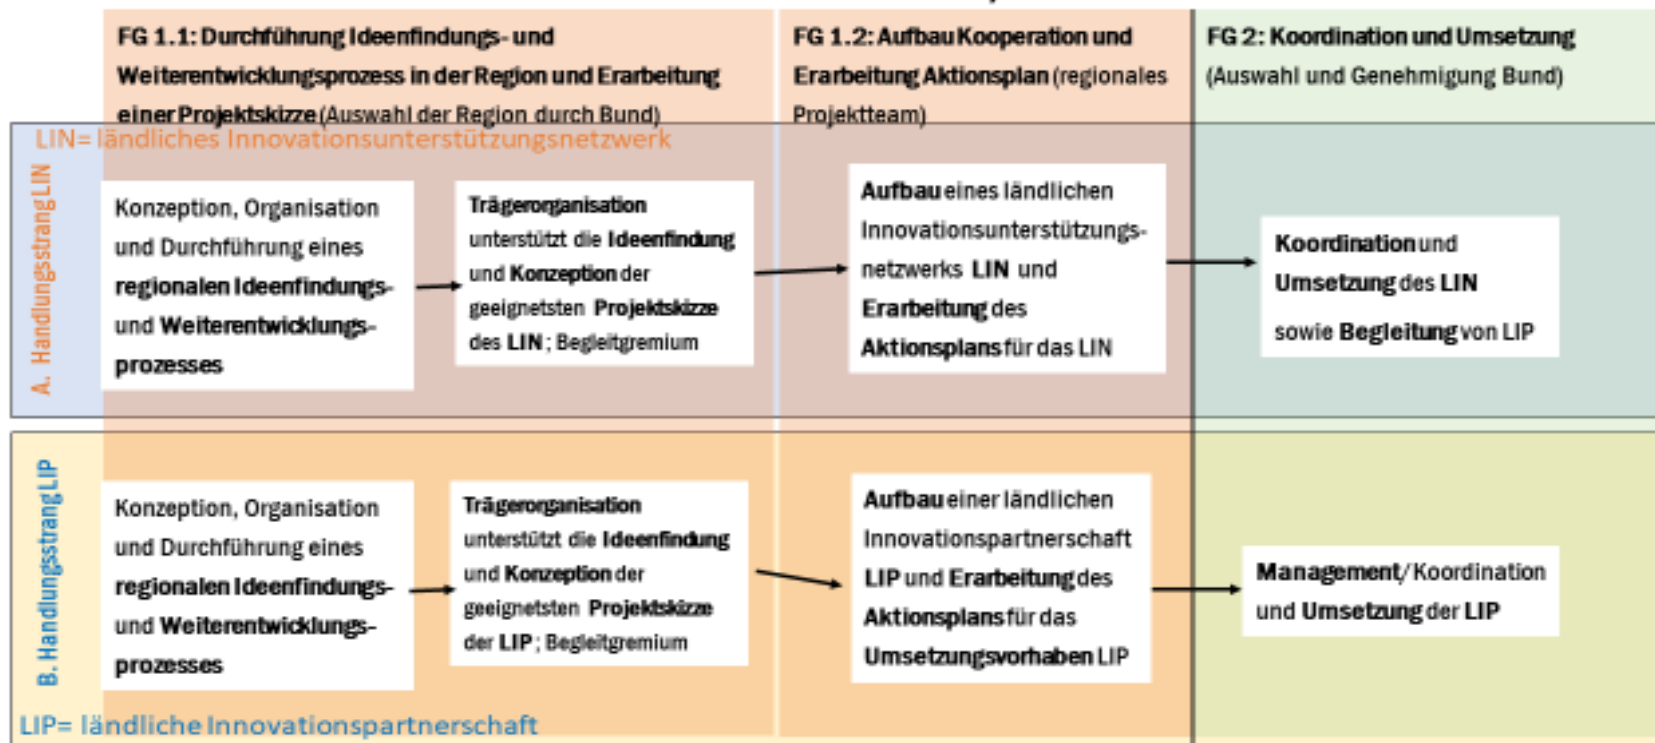 FG 1.1: Durchführung Ideenfindungs- und
Weiterentwicklungsprozess in der Region und Erarbeitung
einer Projektskizze (Auswahl der Region durch Bund)
FG 1.2: Aufbau Kooperation und
Erarbeitung Aktionsplan (regionales
Projektteam)
FG 2: Koordination und Umsetzung
(Auswahl und Genehmigung Bund)
LIN= ländliches Innovationsunterstützungsnetzwerk
A. Handlungsstrang LIN
Konzeption, Organisation
und Durchführung eines
regionalen Ideenfindungs-
und Weiterentwicklungs-
prozesses
Trägerorganisation
unterstützt die Ideenfindung
und Konzeption der
geeignetsten Projektskizze
des LIN; Begleitgremium
Aufbau eines ländlichen
Innovationsunterstützungs-
netzwerks LIN und
Erarbeitung des
Aktionsplans für das LIN
Koordination und
Umsetzung des LIN
sowie Begleitung von LIP
B. Handlungsstrang LIP
Konzeption, Organisation
und Durchführung eines
regionalen Ideenfindungs-
und Weiterentwicklungs-
prozesses
Trägerorganisation
unterstützt die Ideenfindung
und Konzeption der
geeignetsten Projektskizze
der LIP; Begleitgremium
Aufbau einer ländlichen
Innovationspartnerschaft
LIP und Erarbeitung des
Aktionsplans für das
Umsetzungsvorhaben LIP
Management/Koordination
und Umsetzung der LIP
LIP= ländliche Innovationspartnerschaft